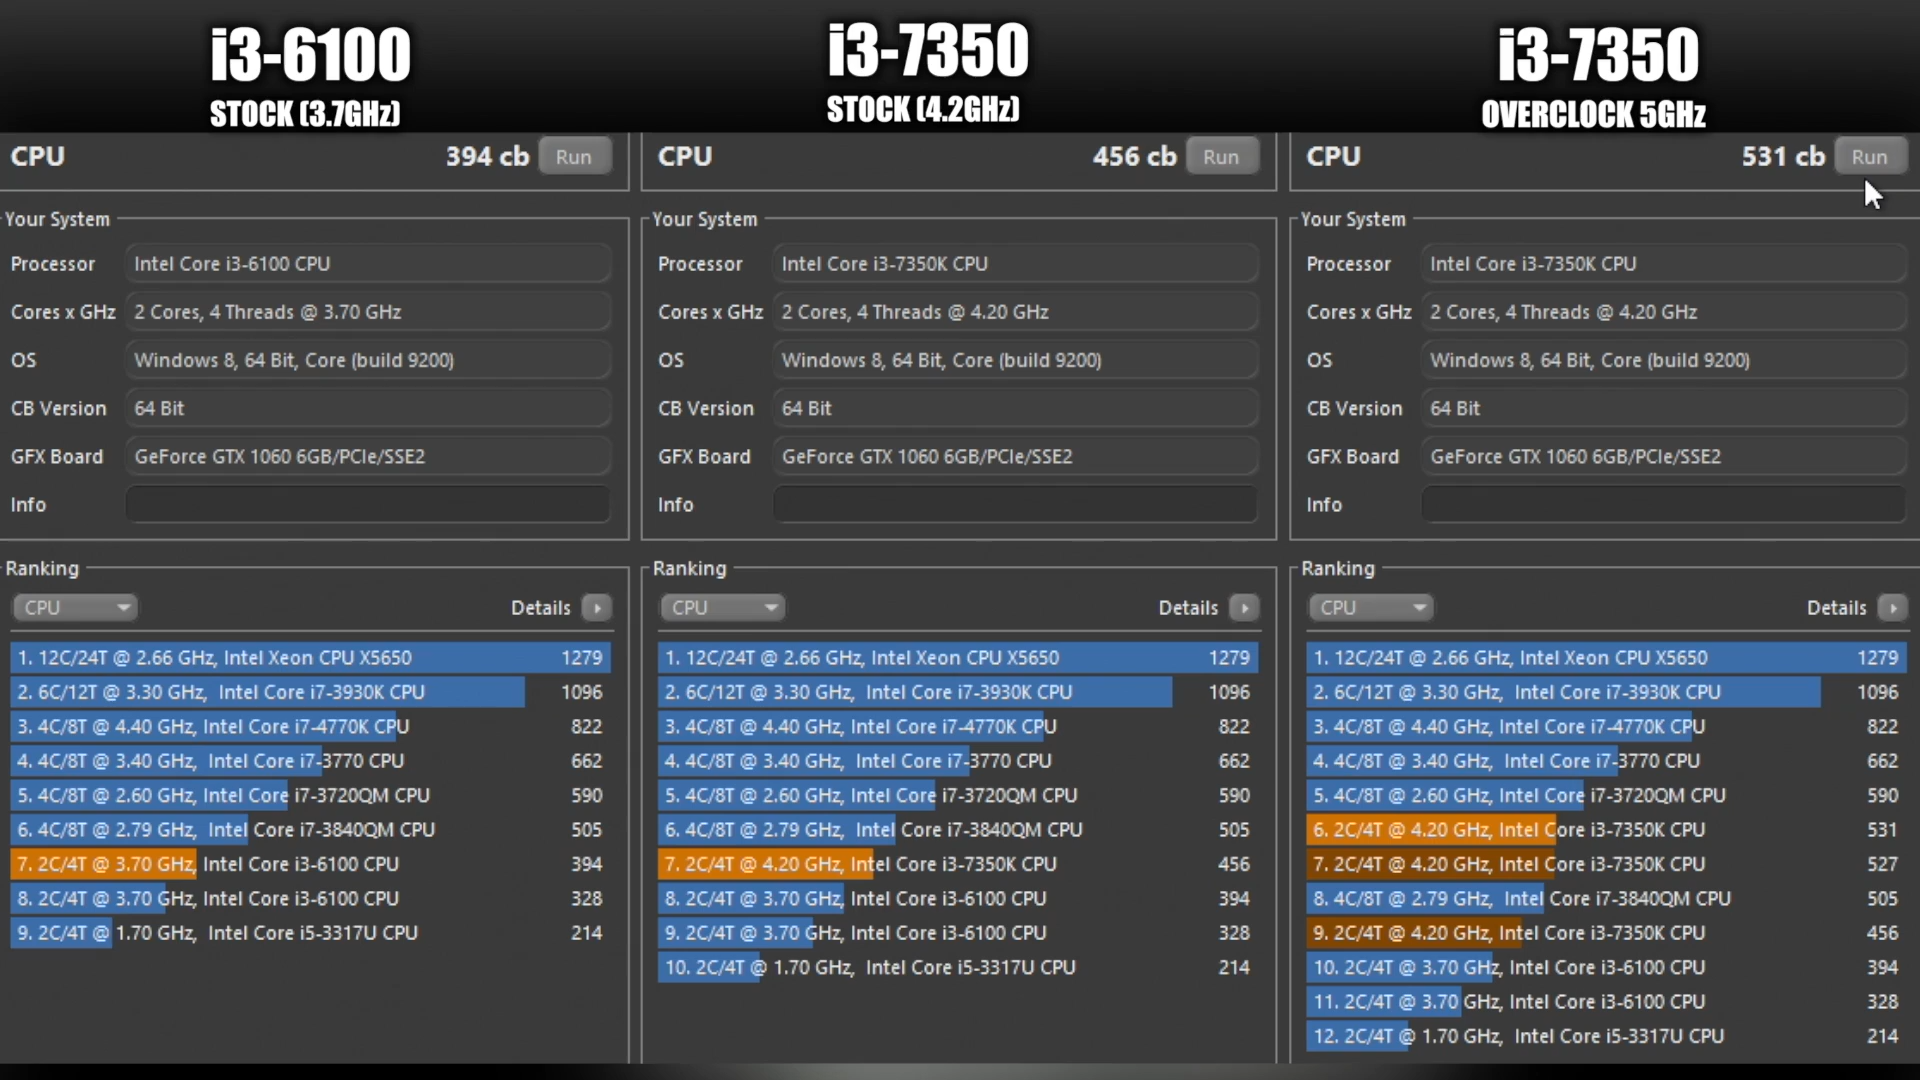 i3-6100
STOCK (3.7GHz)
CPU
394 cb
Run
Your System
Processor
Intel Core i3-6100 CPU
Cores x GHz
2 Cores, 4 Threads @ 3.70 GHz
OS
Windows 8, 64 Bit, Core (build 9200)
CB Version
64 Bit
GFX Board
GeForce GTX 1060 6GB/PCIe/SSE2
Info
Ranking
CPU
Details
1. 12C/24T @ 2.66 GHz, Intel Xeon CPU X5650 1279
2. 6C/12T @ 3.30 GHz, Intel Core i7-3930K CPU 1096
3. 4C/8T @ 4.40 GHz, Intel Core i7-4770K CPU 822
4. 4C/8T @ 3.40 GHz, Intel Core i7-3770 CPU 662
5. 4C/8T @ 2.60 GHz, Intel Core i7-3720QM CPU 590
6. 4C/8T @ 2.79 GHz, Intel Core i7-3840QM CPU 505
7. 2C/4T @ 3.70 GHz, Intel Core i3-6100 CPU 394
8. 2C/4T @ 3.70 GHz, Intel Core i3-6100 CPU 328
9. 2C/4T @ 1.70 GHz, Intel Core i5-3317U CPU 214
i3-7350
STOCK (4.2GHz)
CPU
456 cb
Run
Your System
Processor
Intel Core i3-7350K CPU
Cores x GHz
2 Cores, 4 Threads @ 4.20 GHz
OS
Windows 8, 64 Bit, Core (build 9200)
CB Version
64 Bit
GFX Board
GeForce GTX 1060 6GB/PCIe/SSE2
Info
Ranking
CPU
Details
1. 12C/24T @ 2.66 GHz, Intel Xeon CPU X5650 1279
2. 6C/12T @ 3.30 GHz, Intel Core i7-3930K CPU 1096
3. 4C/8T @ 4.40 GHz, Intel Core i7-4770K CPU 822
4. 4C/8T @ 3.40 GHz, Intel Core i7-3770 CPU 662
5. 4C/8T @ 2.60 GHz, Intel Core i7-3720QM CPU 590
6. 4C/8T @ 2.79 GHz, Intel Core i7-3840QM CPU 505
7. 2C/4T @ 4.20 GHz, Intel Core i3-7350K CPU 456
8. 2C/4T @ 3.70 GHz, Intel Core i3-6100 CPU 394
9. 2C/4T @ 3.70 GHz, Intel Core i3-6100 CPU 328
10. 2C/4T @ 1.70 GHz, Intel Core i5-3317U CPU 214
i3-7350
OVERCLOCK 5GHz
CPU
531 cb
Run
Your System
Processor
Intel Core i3-7350K CPU
Cores x GHz
2 Cores, 4 Threads @ 4.20 GHz
OS
Windows 8, 64 Bit, Core (build 9200)
CB Version
64 Bit
GFX Board
GeForce GTX 1060 6GB/PCIe/SSE2
Info
Ranking
CPU
Details
1. 12C/24T @ 2.66 GHz, Intel Xeon CPU X5650 1279
2. 6C/12T @ 3.30 GHz, Intel Core i7-3930K CPU 1096
3. 4C/8T @ 4.40 GHz, Intel Core i7-4770K CPU 822
4. 4C/8T @ 3.40 GHz, Intel Core i7-3770 CPU 662
5. 4C/8T @ 2.60 GHz, Intel Core i7-3720QM CPU 590
6. 2C/4T @ 4.20 GHz, Intel Core i3-7350K CPU 531
7. 2C/4T @ 4.20 GHz, Intel Core i3-7350K CPU 527
8. 4C/8T @ 2.79 GHz, Intel Core i7-3840QM CPU 505
9. 2C/4T @ 4.20 GHz, Intel Core i3-7350K CPU 456
10. 2C/4T @ 3.70 GHz, Intel Core i3-6100 CPU 394
11. 2C/4T @ 3.70 GHz, Intel Core i3-6100 CPU 328
12. 2C/4T @ 1.70 GHz, Intel Core i5-3317U CPU 214